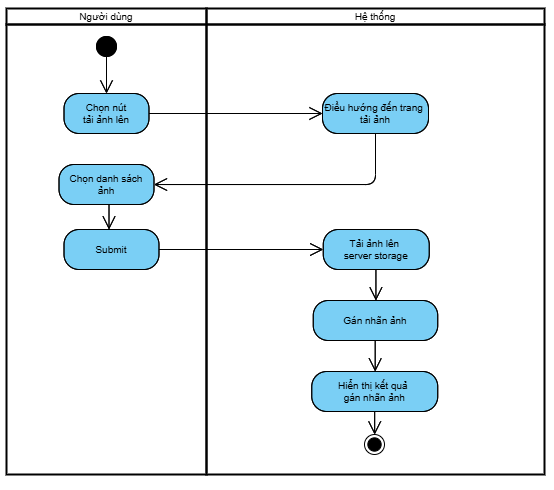 Người dùng
Hệ thống
Chọn nút
tải ảnh lên
Điều hướng đến trang
tải ảnh
Chọn danh sách
ảnh
Submit
Tải ảnh lên
server storage
Gán nhãn ảnh
Hiển thị kết quả
gán nhãn ảnh